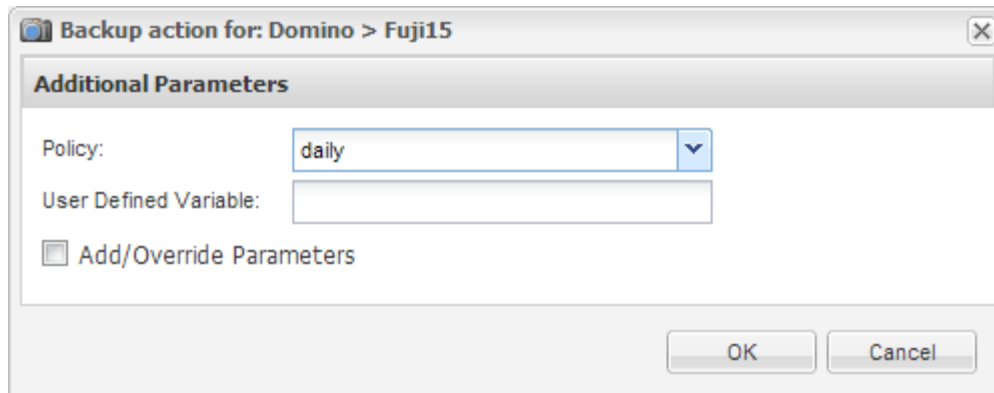 Backup action for: Domino > Fuji15
Additional Parameters
Policy: daily
User Defined Variable:
Add/Override Parameters
OK Cancel